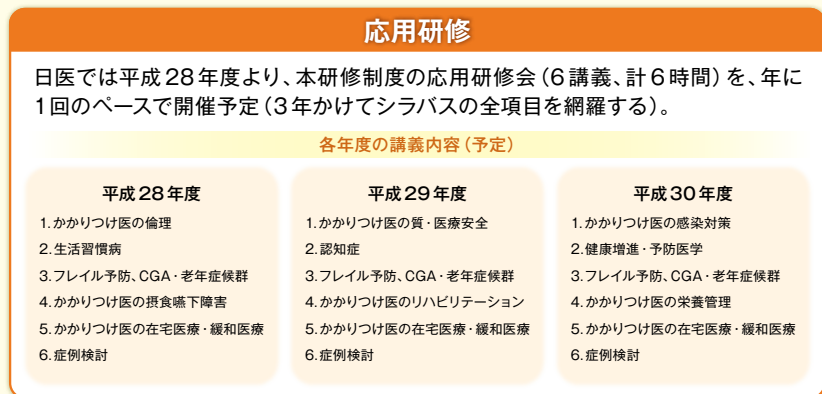 応用研修
日医では平成28年度より、本研修制度の応用研修会(6講義、計6時間)を、年に
1回のペースで開催予定(3年かけてシラバスの全項目を網羅する)。
各年度の講義内容(予定)
平成28年度
1.かかりつけ医の倫理
2.生活習慣病
3.フレイル予防、CGA・老年症候群
4.かかりつけ医の摂食嚥下障害
5.かかりつけ医の在宅医療・緩和医療
6.症例検討
平成29年度
1.かかりつけ医の質・医療安全
2.認知症
3.フレイル予防、CGA・老年症候群
4.かかりつけ医のリハビリテーション
5.かかりつけ医の在宅医療・緩和医療
6.症例検討
平成30年度
1.かかりつけ医の感染対策
2.健康増進・予防医学
3.フレイル予防、CGA・老年症候群
4.かかりつけ医の栄養管理
5.かかりつけ医の在宅医療・緩和医療
6.症例検討